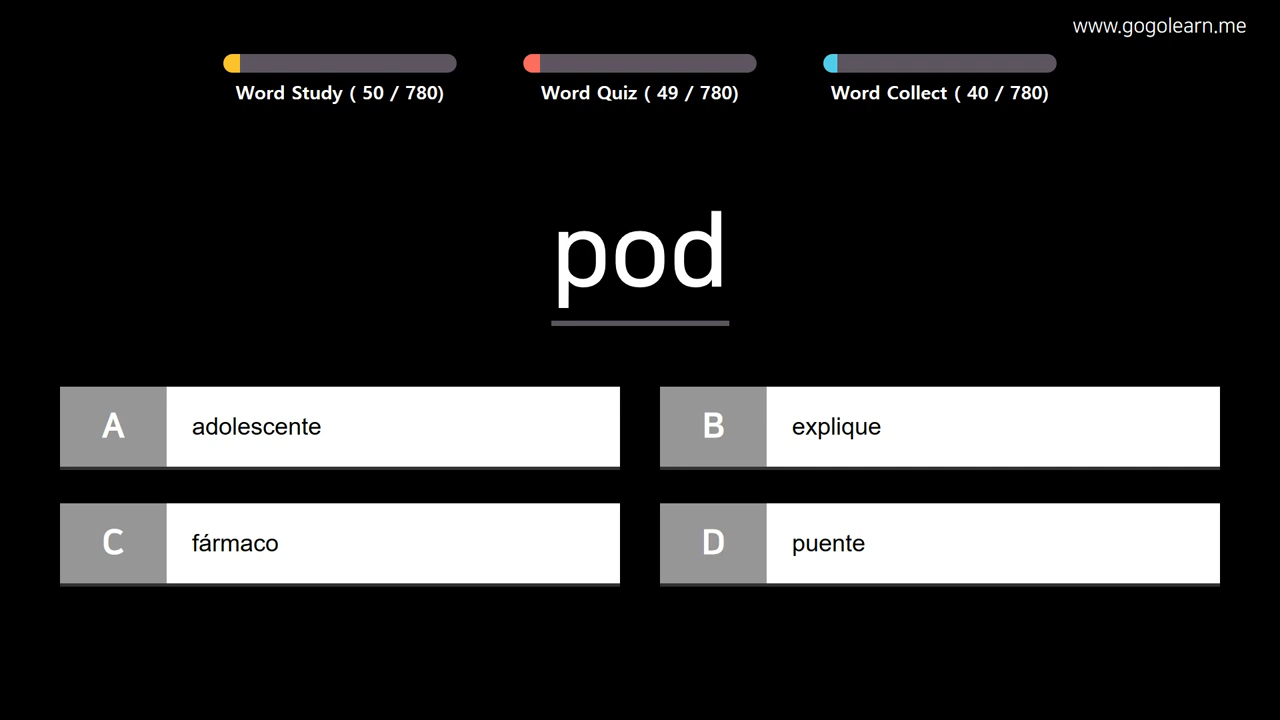 www.gogolearn.me
Word Study ( 50 / 780)
Word Quiz ( 49 / 780)
Word Collect ( 40 / 780)
pod
A adolescente
B explique
C fármaco
D puente